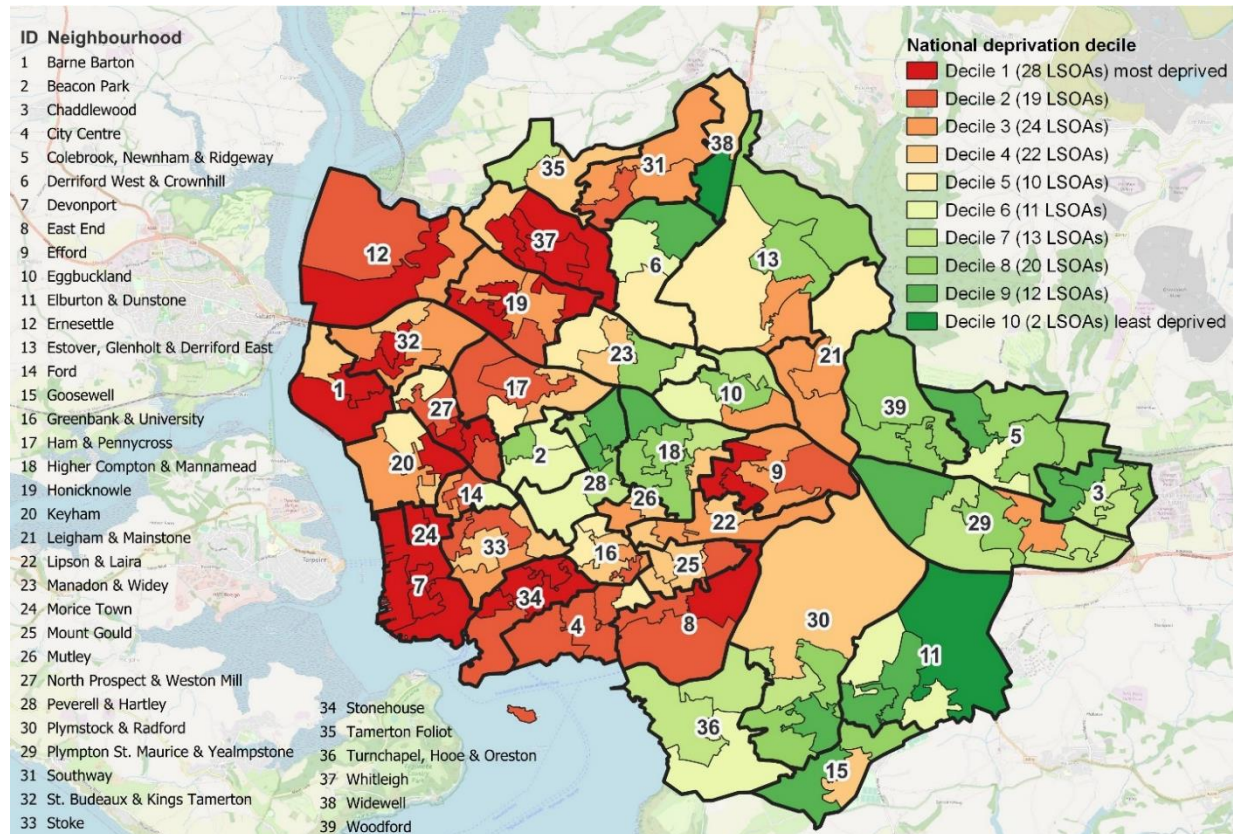 ID Neighbourhood
1 Barne Barton
2 Beacon Park
3 Chaddlewood
4 City Centre
5 Colebrook, Newnham & Ridgeway
6 Derriford West & Crownhill
7 Devonport
8 East End
9 Efford
10 Eggbuckland
11 Elburton & Dunstone
12 Ernesettle
13 Estover, Glenholt & Derriford East
14 Ford
15 Goosewell
16 Greenbank & University
17 Ham & Pennycross
18 Higher Compton & Mannamead
19 Honicknowle
20 Keyham
21 Leigham & Mainstone
22 Lipson & Laira
23 Manadon & Widey
24 Morice Town
25 Mount Gould
26 Mutley
27 North Prospect & Weston Mill
28 Peverell & Hartley
30 Plymstock & Radford
29 Plympton St. Maurice & Yealmpstone
31 Southway
32 St. Budeaux & Kings Tamerton
33 Stoke
34 Stonehouse
35 Tamerton Foliot
36 Turnchapel, Hooe & Oreston
37 Whitleigh
38 Widewell
39 Woodford
National deprivation decile
Decile 1 (28 LSOAs) most deprived
Decile 2 (19 LSOAs)
Decile 3 (24 LSOAs)
Decile 4 (22 LSOAs)
Decile 5 (10 LSOAs)
Decile 6 (11 LSOAs)
Decile 7 (13 LSOAs)
Decile 8 (20 LSOAs)
Decile 9 (12 LSOAs)
Decile 10 (2 LSOAs) least deprived
38
35
31
37
12
6
13
19
32
23
21
1
17
10
27
39
5
20
2
18
9
3
28
14
26
24
22
29
33
16
25
7
34
4
8
30
11
36
15